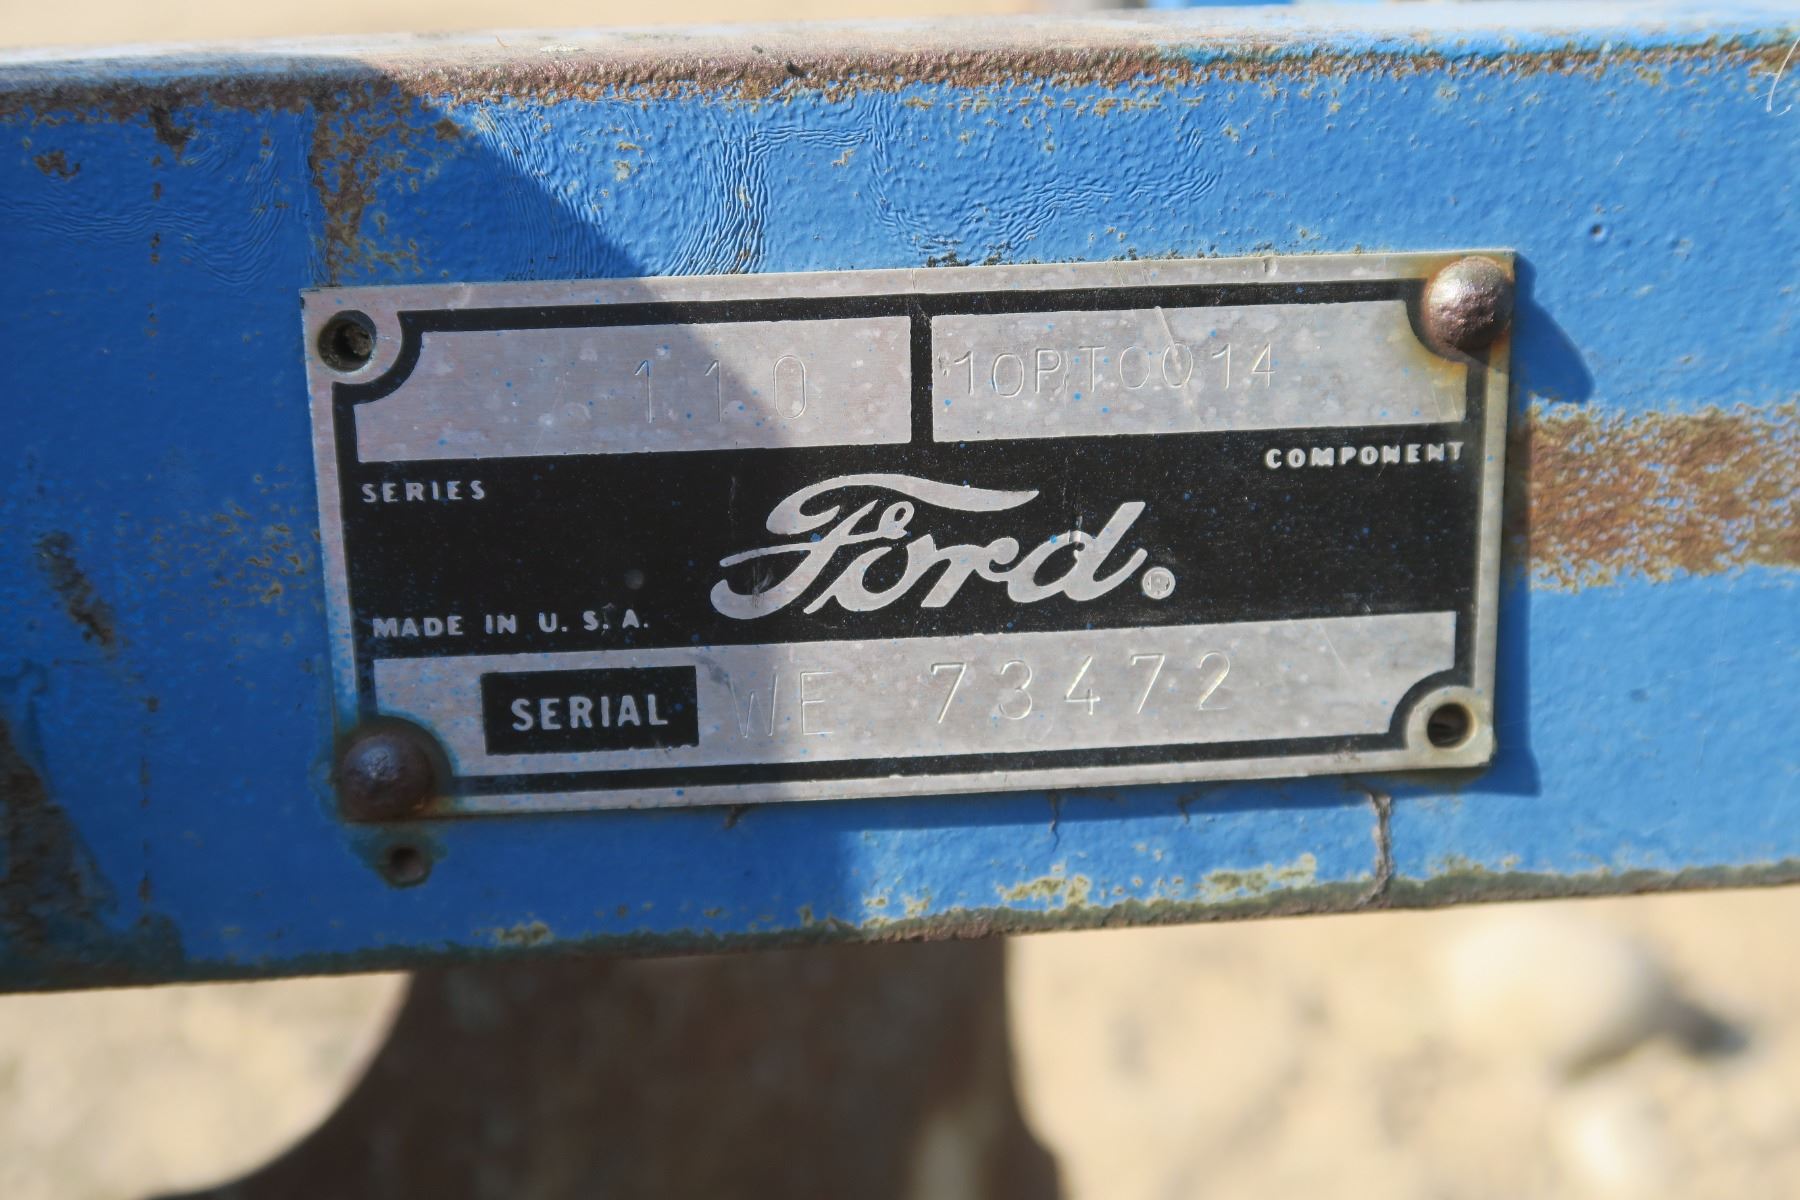 110 10PT0014
SERIES COMPONENT
Ford ®
MADE IN U. S. A.
SERIAL WE 73472